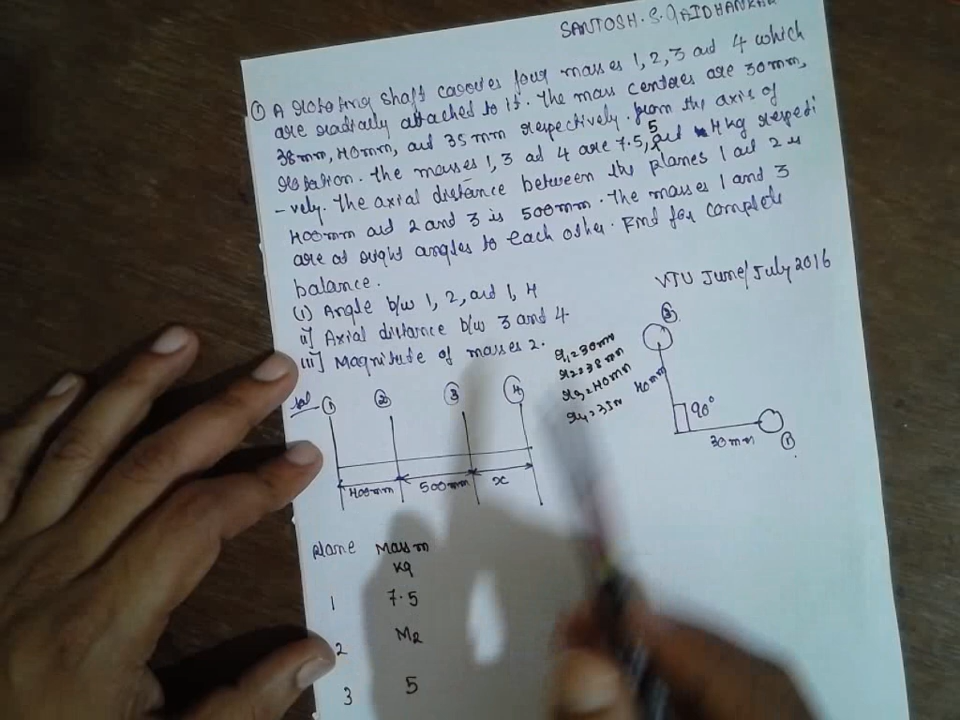 SANTOSH.S.GAIDHANKAR
① A rotating shaft carries four masses 1, 2, 3 and 4 which
are radially attached to it. The mass centres are 30mm,
38mm, 40mm, and 35mm respectively from the axis of
rotation. The masses 1, 3 ad 4 are 7.5, 5 and 4kg respecti
-vely. The axial distance between the planes 1 ad 2 is
400mm ad 2 and 3 is 500mm. The masses 1 and 3
are at right angles to each other. Find for complete
balance.
VTU June/July 2016
(i) Angle b/w 1, 2, and 1, 4
ii] Axial distance b/w 3 and 4
iii] Magnitude of masses 2.
r1=30mm
r2=38mm
r3=40mm
r4=35m
③
40mm
90°
30mm
①
Sol
① ② ③ ④
400mm 500mm x
Plane Mass m
kg
1 7.5
2 M2
3 5